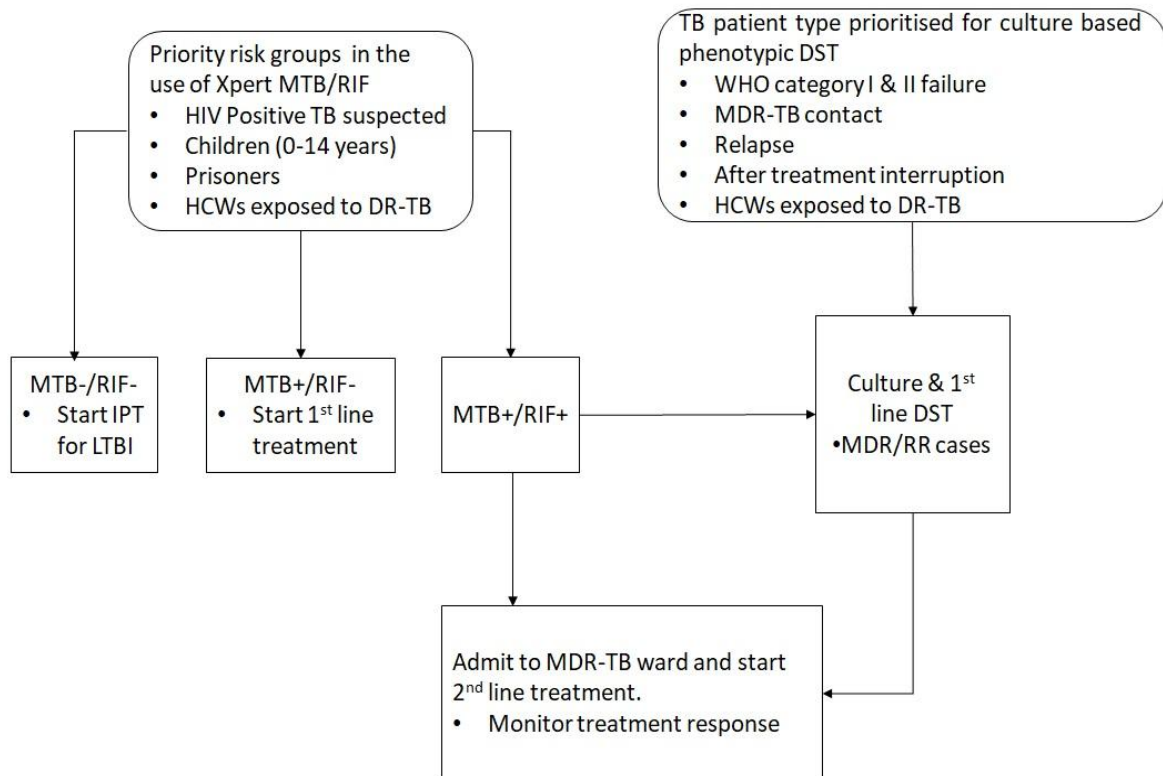 Priority risk groups in the
use of Xpert MTB/RIF
• HIV Positive TB suspected
• Children (0-14 years)
• Prisoners
• HCWs exposed to DR-TB
TB patient type prioritised for culture based
phenotypic DST
• WHO category I & II failure
• MDR-TB contact
• Relapse
• After treatment interruption
• HCWs exposed to DR-TB
MTB-/RIF-
• Start IPT
for LTBI
MTB+/RIF-
• Start 1st line
treatment
MTB+/RIF+
Culture & 1st
line DST
•MDR/RR cases
Admit to MDR-TB ward and start
2nd line treatment.
• Monitor treatment response